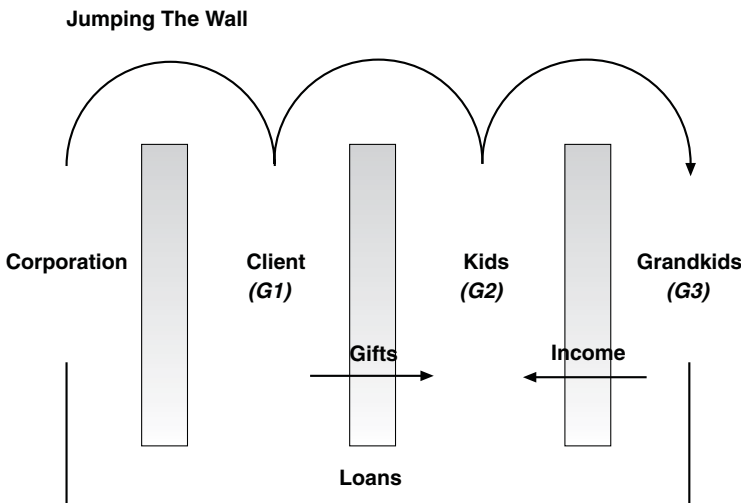 Jumping The Wall
Corporation
Client
(G1)
Kids
(G2)
Grandkids
(G3)
Gifts
Income
Loans